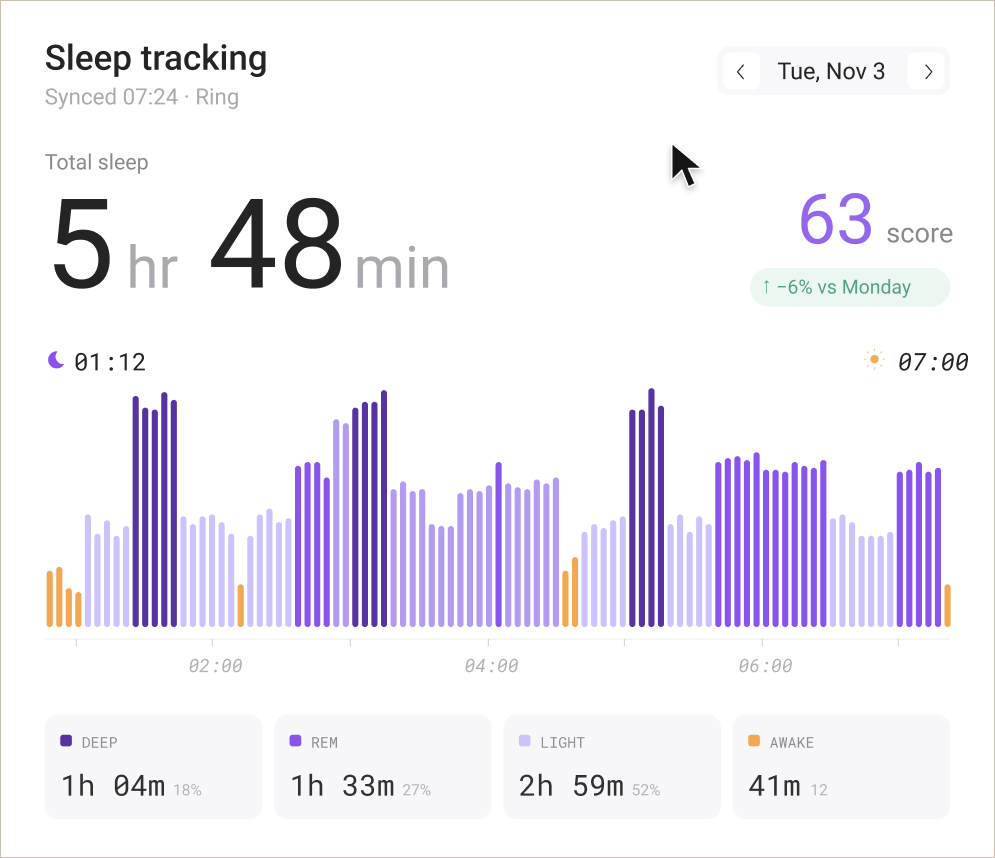 Sleep tracking
Synced 07:24 · Ring
Tue, Nov 3
Total sleep
5 hr 48 min
63 score
↑ −6% vs Monday
01:12
07:00
02:00 04:00 06:00
DEEP
1h 04m 18%
REM
1h 33m 27%
LIGHT
2h 59m 52%
AWAKE
41m 12